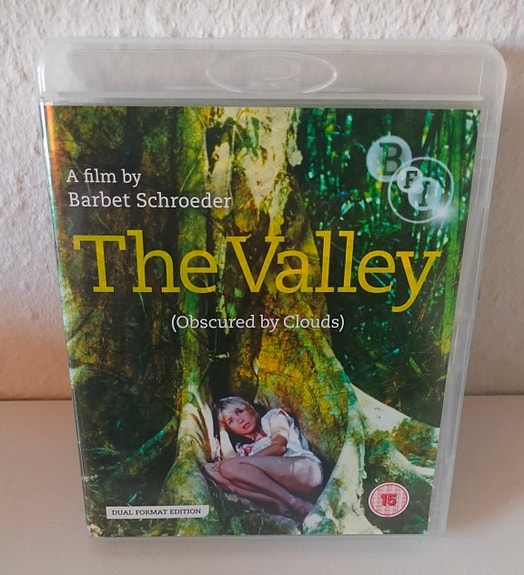 A film by
Barbet Schroeder
BFI
The Valley
(Obscured by Clouds)
15
DUAL FORMAT EDITION